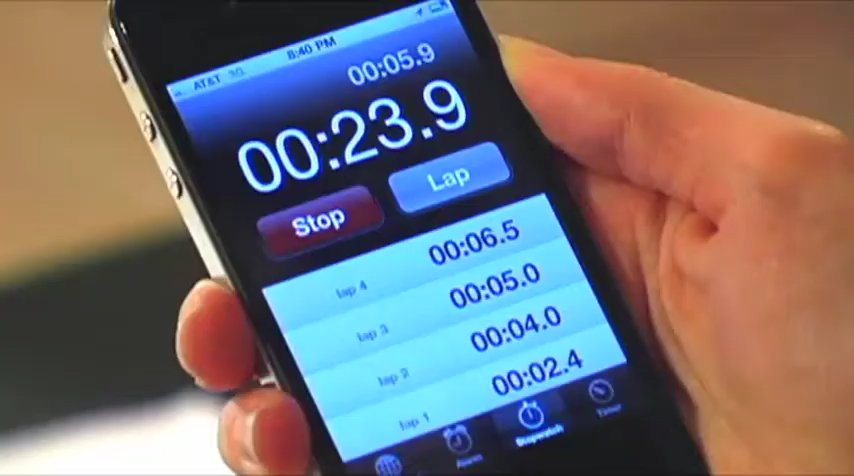 AT&T 3G 8:40 PM
00:05.9
00:23.9
Stop Lap
lap 4 00:06.5
lap 3 00:05.0
lap 2 00:04.0
lap 1 00:02.4
Alarm Stopwatch Timer